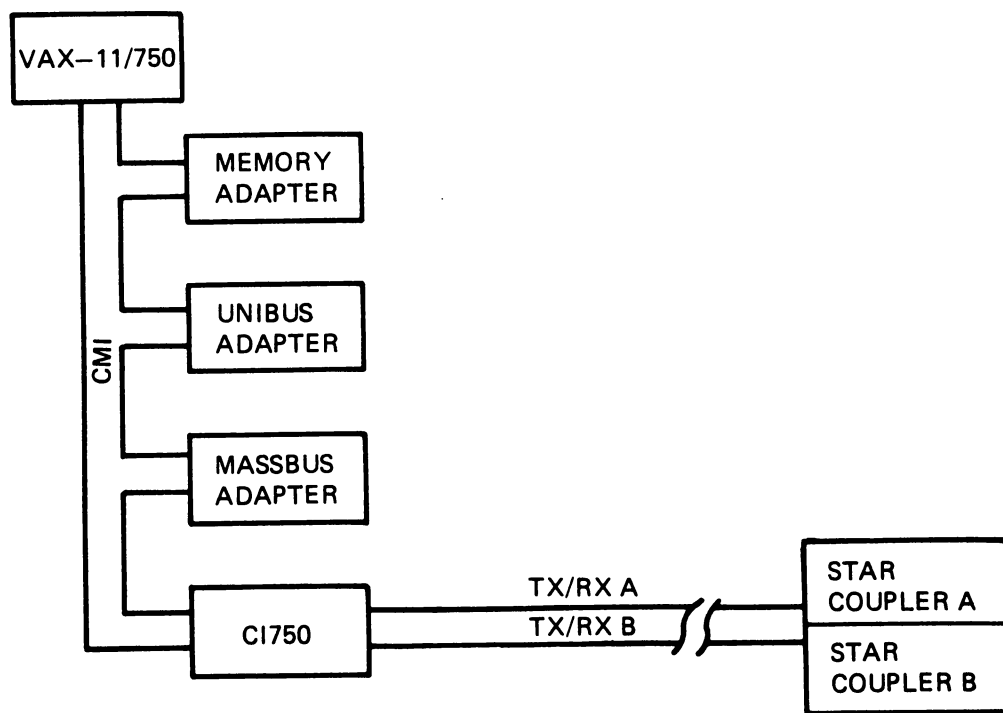 VAX-11/750
MEMORY
ADAPTER
UNIBUS
ADAPTER
CMI
MASSBUS
ADAPTER
CI750
TX/RX A
TX/RX B
STAR
COUPLER A
STAR
COUPLER B